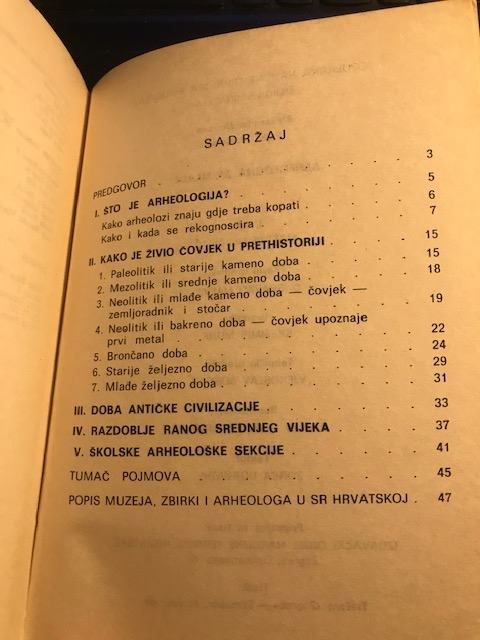 SADRŽAJ
PREDGOVOR . . . . . . . . . 3
I. ŠTO JE ARHEOLOGIJA? . . . . . . . 5
Kako arheolozi znaju gdje treba kopati . . . . 6
Kako i kada se rekognoscira . . . . . . 7
II. KAKO JE ŽIVIO ČOVJEK U PRETHISTORIJI . . . 15
1. Paleolitik ili starije kameno doba . . . . 15
2. Mezolitik ili srednje kameno doba . . . . 18
3. Neolitik ili mlađe kameno doba — čovjek —
zemljoradnik i stočar . . . . . . 19
4. Neolitik ili bakreno doba — čovjek upoznaje
prvi metal . . . . . . . . 22
5. Brončano doba . . . . . . . 24
6. Starije željezno doba . . . . . . 29
7. Mlađe željezno doba . . . . . . 31
III. DOBA ANTIČKE CIVILIZACIJE . . . . . 33
IV. RAZDOBLJE RANOG SREDNJEG VIJEKA . . . 37
V. ŠKOLSKE ARHEOLOŠKE SEKCIJE . . . . 41
TUMAČ POJMOVA . . . . . . . . 45
POPIS MUZEJA, ZBIRKI I ARHEOLOGA U SR HRVATSKOJ . 47